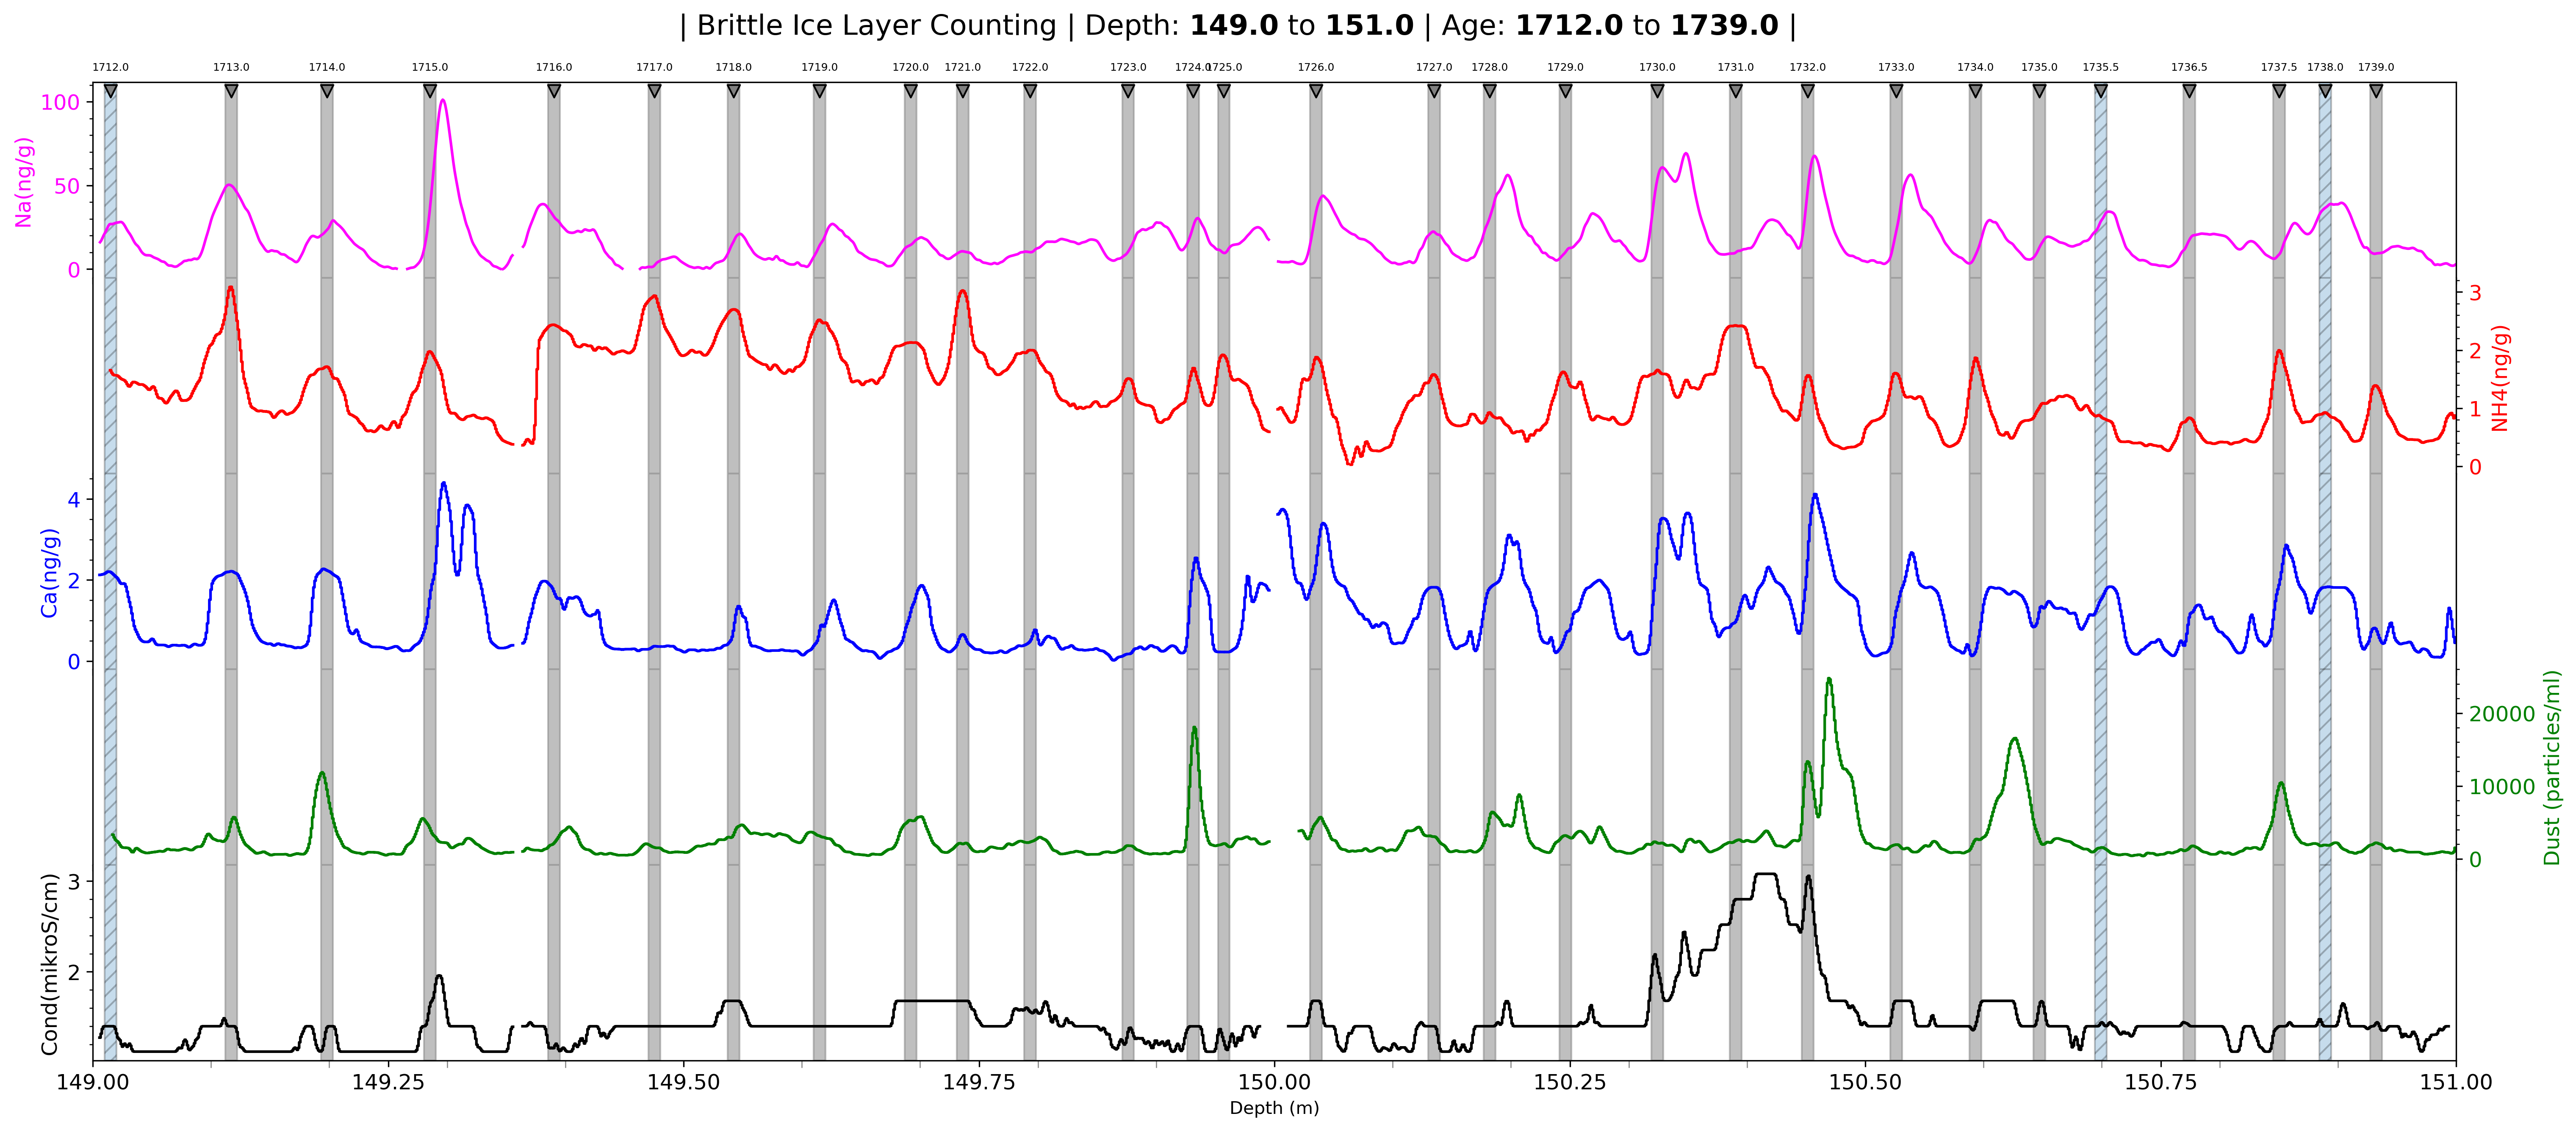 | Brittle Ice Layer Counting | Depth: 149.0 to 151.0 | Age: 1712.0 to 1739.0 |
1712.0 1713.0 1714.0 1715.0 1716.0 1717.0 1718.0 1719.0 1720.0 1721.0 1722.0 1723.0 1724.0 1725.0 1726.0 1727.0 1728.0 1729.0 1730.0 1731.0 1732.0 1733.0 1734.0 1735.0 1735.5 1736.5 1737.5 1738.0 1739.0
Na(ng/g)
100
50
0
NH4(ng/g)
3
2
1
0
Ca(ng/g)
4
2
0
Dust (particles/ml)
20000
10000
0
Cond(mikroS/cm)
3
2
149.00 149.25 149.50 149.75 150.00 150.25 150.50 150.75 151.00
Depth (m)